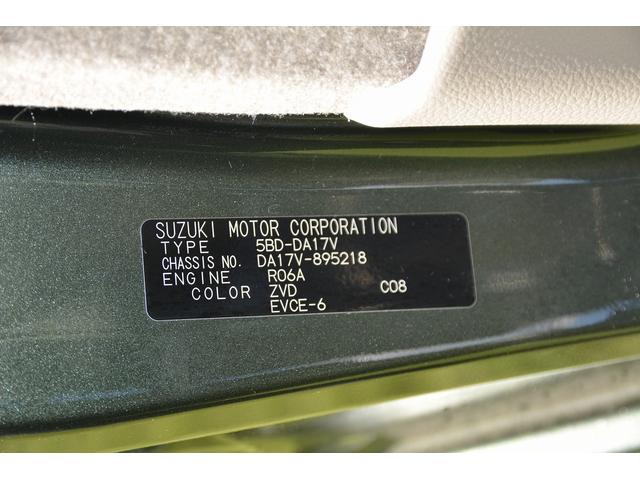 SUZUKI MOTOR CORPORATION
TYPE 5BD-DA17V
CHASSIS NO. DA17V-895218
ENGINE R06A
COLOR ZVD C08
EVCE-6